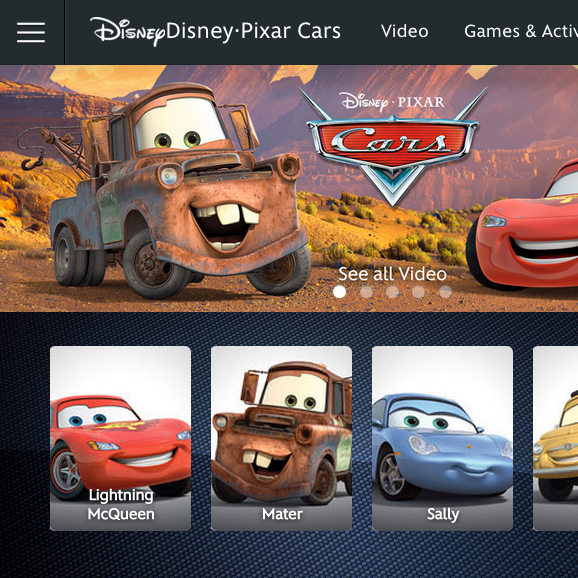 Disney Disney·Pixar Cars
Video
Games & Activ
Disney · PIXAR
Cars
See all Video
Lightning
McQueen
Mater
Sally